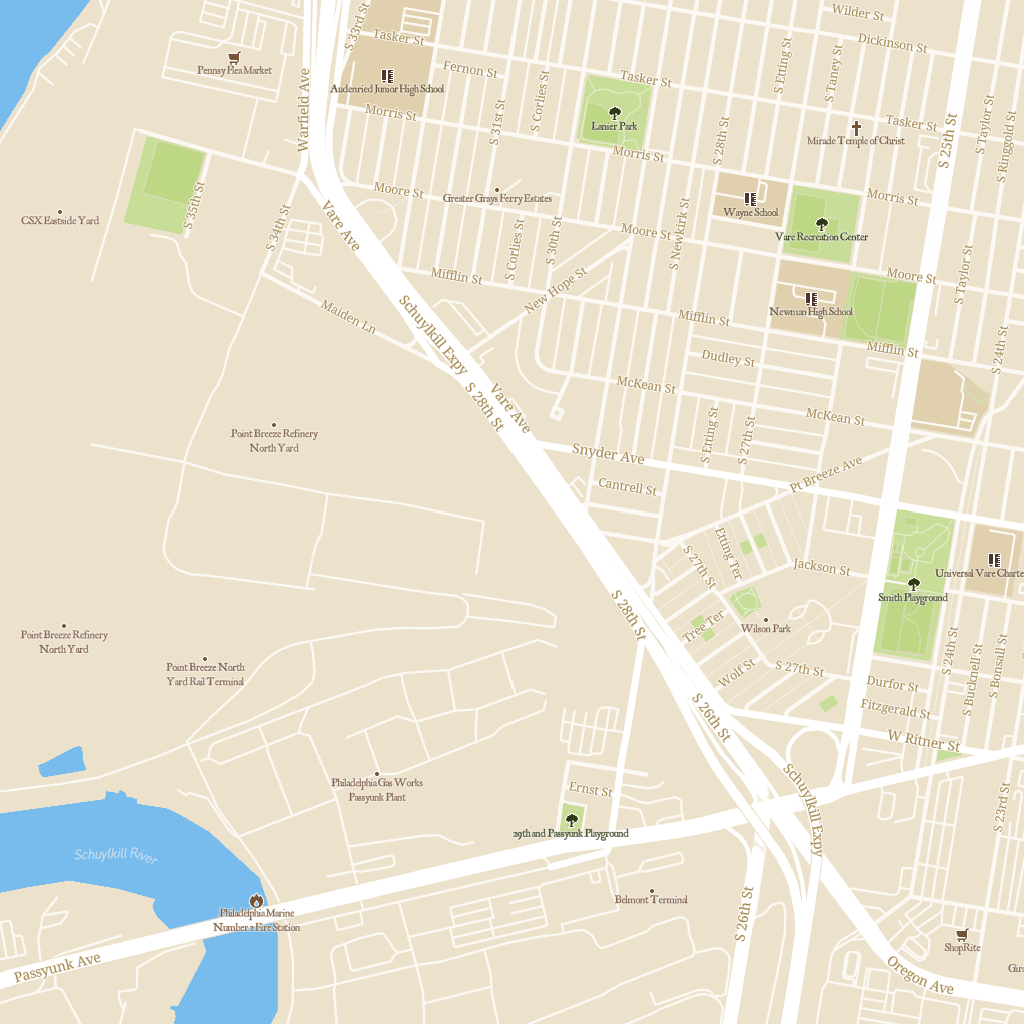 Wilder St
S 33rd St
Tasker St
Dickinson St
Pennsy Flea Market
Fernon St
Tasker St
S Etting St
S Taney St
Audenried Junior High School
Warfield Ave
Morris St
S 31st St
S Corlies St
Lanier Park
Tasker St
S 25th St
S Taylor St
S Ringgold St
Miracle Temple of Christ
S 28th St
Morris St
Moore St
Greater Grays Ferry Estates
Morris St
Wayne School
CSX Eastside Yard
S 35th St
S 34th St
Vare Ave
S Corlies St
S 30th St
Moore St
S Newkirk St
Vare Recreation Center
Mifflin St
New Hope St
Moore St
S Taylor St
Maiden Ln
Schuylkill Expy
Mifflin St
Newman High School
Mifflin St
S 24th St
Dudley St
McKean St
S 28th St
Vare Ave
McKean St
Point Breeze Refinery
North Yard
S Etting St
S 27th St
Snyder Ave
Pt Breeze Ave
Cantrell St
Etting Ter
S 27th St
Jackson St
Universal Vare Charte
Smith Playground
S 28th St
Tree Ter
Wilson Park
Point Breeze Refinery
North Yard
Point Breeze North
Yard Rail Terminal
Wolf St
S 27th St
S 24th St
S Bucknell St
S Bonsall St
Durfor St
S 26th St
Fitzgerald St
W Ritner St
Philadelphia Gas Works
Passyunk Plant
Schuylkill Expy
Ernst St
S 23rd St
29th and Passyunk Playground
Schuylkill River
Belmont Terminal
Philadelphia Marine
Number 2 Fire Station
S 26th St
ShopRite
Passyunk Ave
Oregon Ave
Gir